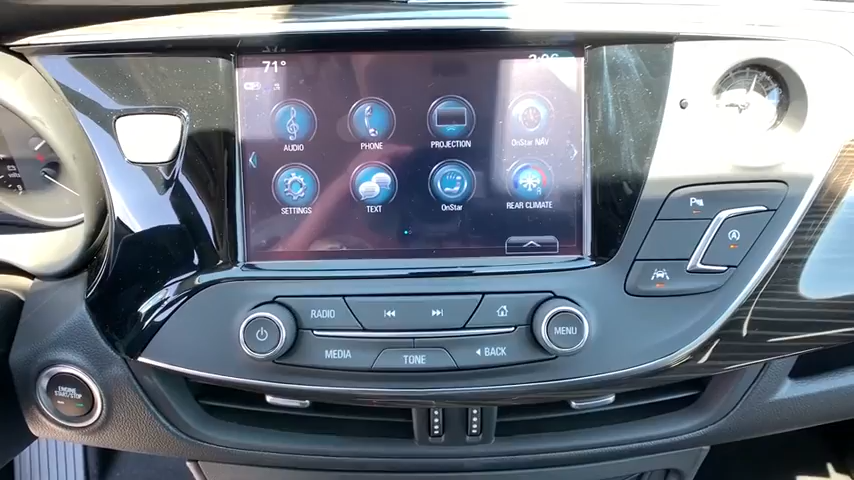 71°
AUDIO
PHONE
PROJECTION
OnStar NAV
SETTINGS
TEXT
OnStar
REAR CLIMATE
RADIO
MENU
MEDIA
TONE
BACK
ENGINE
START/STOP